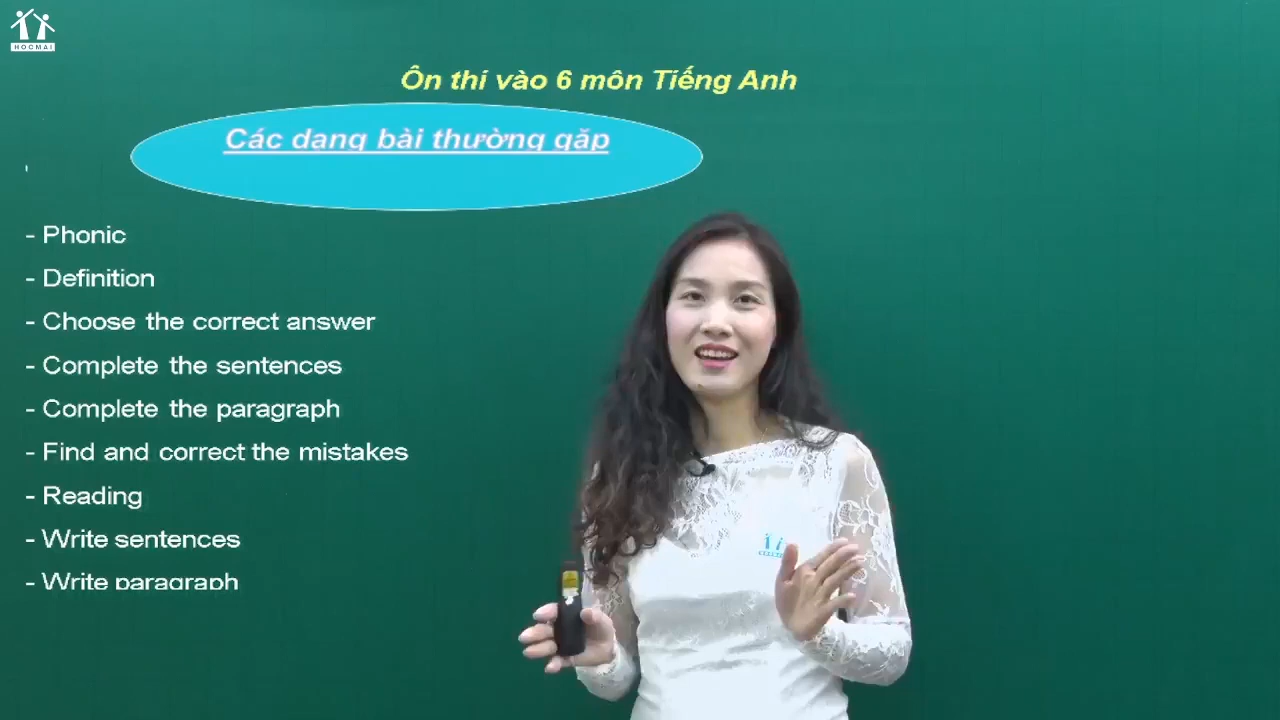 HOCMAI
Ôn thi vào 6 môn Tiếng Anh
Các dạng bài thường gặp
- Phonic
- Definition
- Choose the correct answer
- Complete the sentences
- Complete the paragraph
- Find and correct the mistakes
- Reading
- Write sentences
- Write paragraph